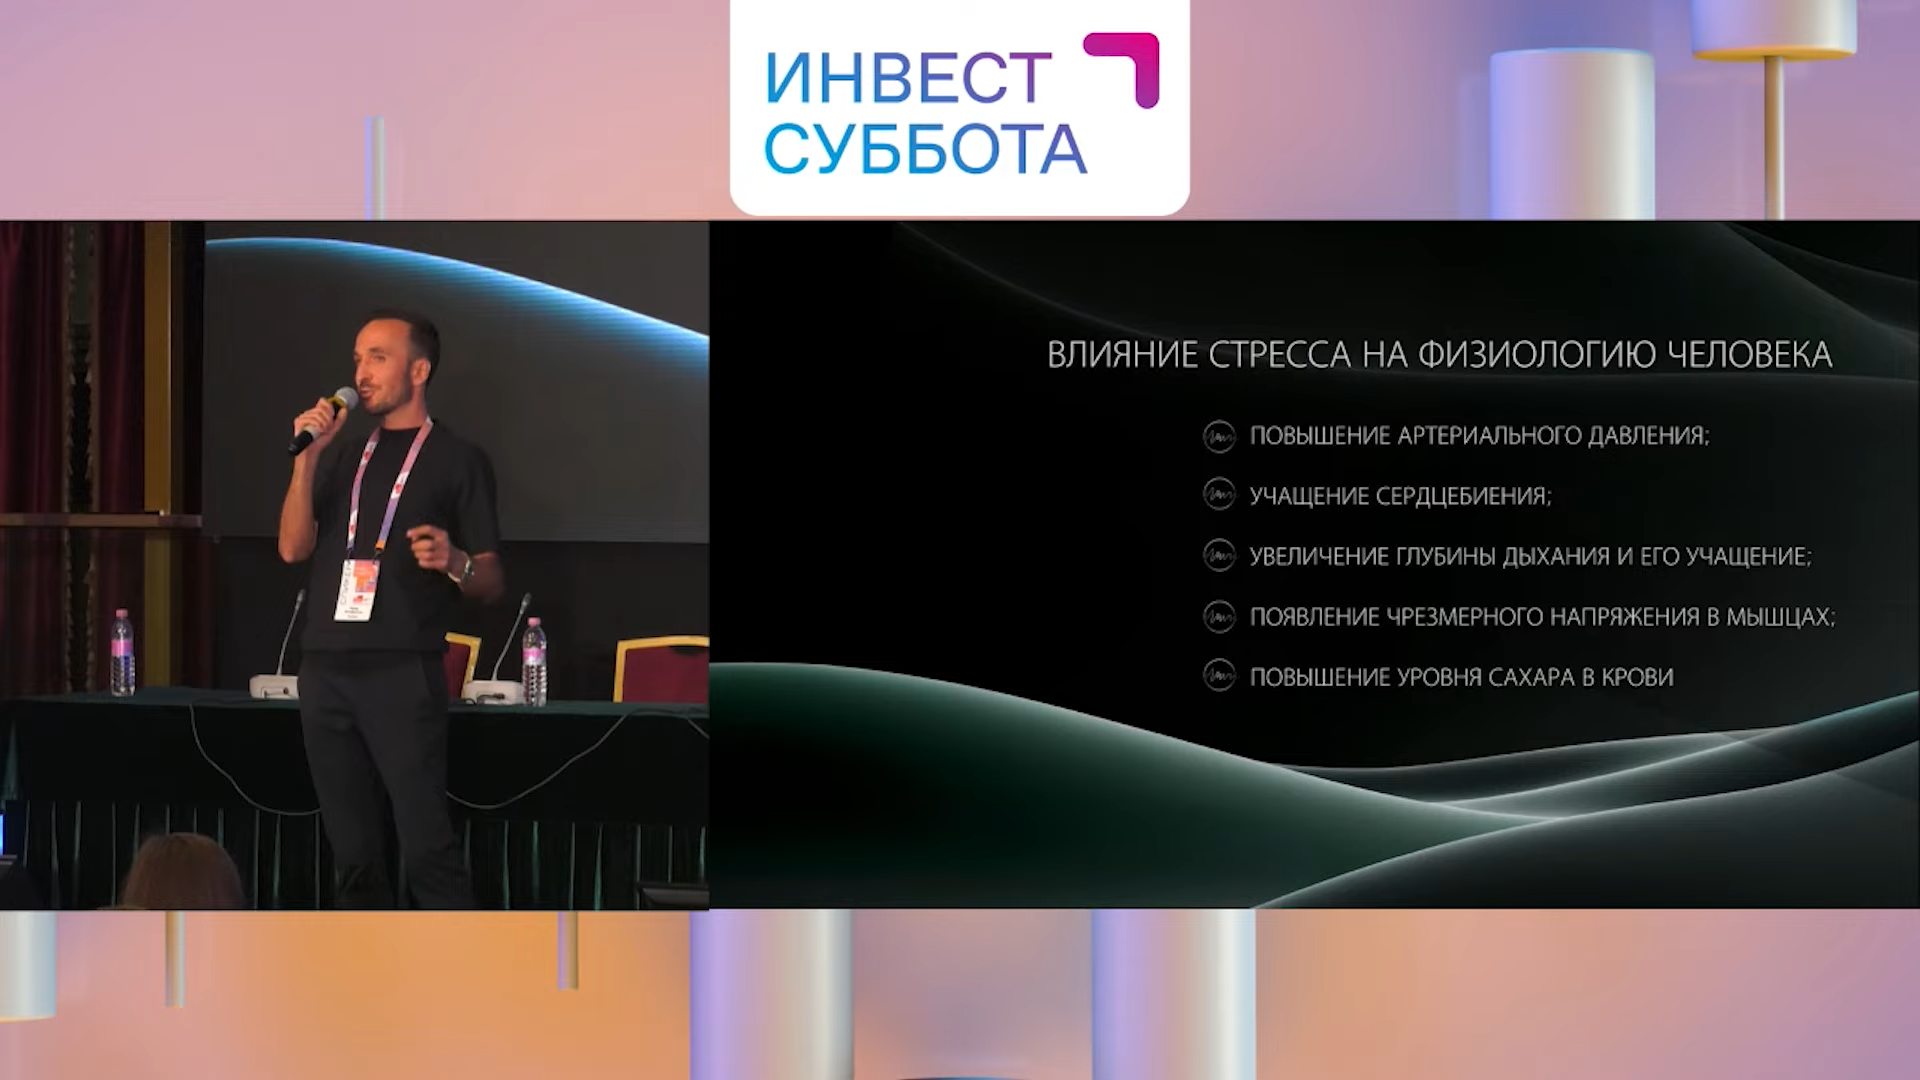 ИНВЕСТ
СУББОТА
ВЛИЯНИЕ СТРЕССА НА ФИЗИОЛОГИЮ ЧЕЛОВЕКА
ПОВЫШЕНИЕ АРТЕРИАЛЬНОГО ДАВЛЕНИЯ;
УЧАЩЕНИЕ СЕРДЦЕБИЕНИЯ;
УВЕЛИЧЕНИЕ ГЛУБИНЫ ДЫХАНИЯ И ЕГО УЧАЩЕНИЕ;
ПОЯВЛЕНИЕ ЧРЕЗМЕРНОГО НАПРЯЖЕНИЯ В МЫШЦАХ;
ПОВЫШЕНИЕ УРОВНЯ САХАРА В КРОВИ